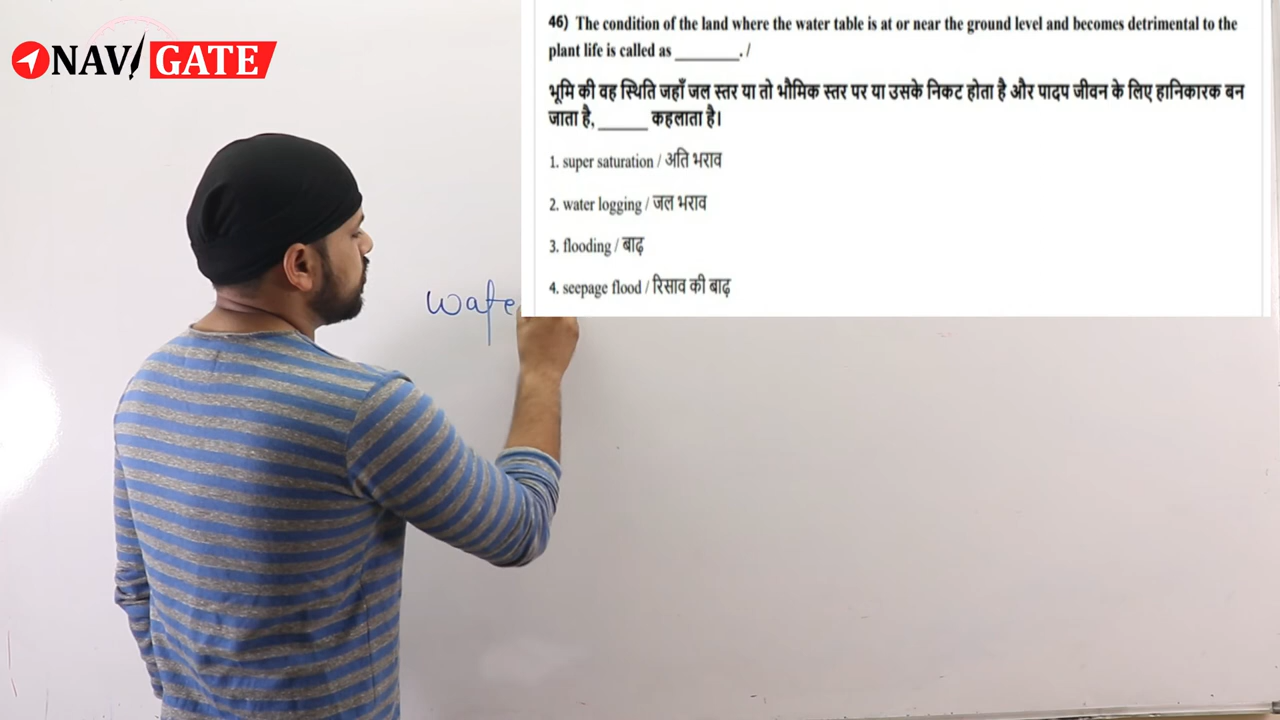 NAVIGATE
46) The condition of the land where the water table is at or near the ground level and becomes detrimental to the
plant life is called as ________. /
भूमि की वह स्थिति जहाँ जल स्तर या तो भौमिक स्तर पर या उसके निकट होता है और पादप जीवन के लिए हानिकारक बन
जाता है, ______ कहलाता है।
1. super saturation / अति भराव
2. water logging / जल भराव
3. flooding / बाढ़
4. seepage flood / रिसाव की बाढ़
wate